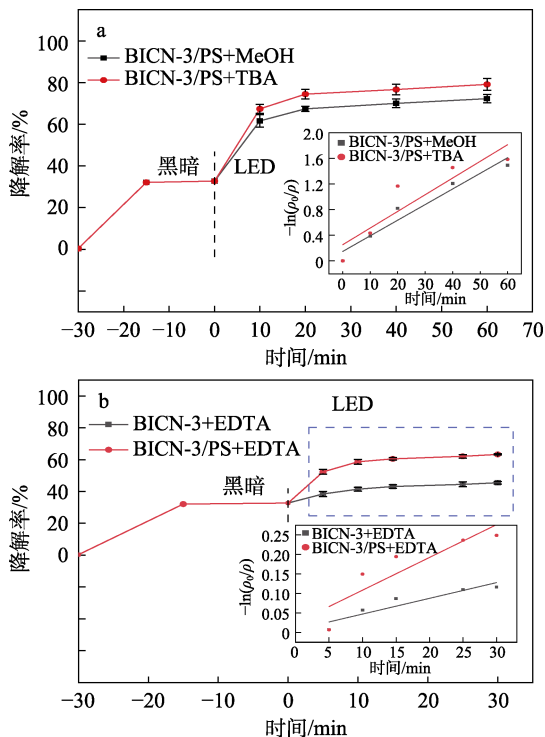 a
BICN-3/PS+MeOH
BICN-3/PS+TBA
降解率/%
100
80
60
40
20
0
黑暗
LED
BICN-3/PS+MeOH
BICN-3/PS+TBA
−ln(ρ₀/ρ)
2.0
1.6
1.2
0.8
0.4
0
0 10 20 30 40 50 60
时间/min
−30 −20 −10 0 10 20 30 40 50 60 70
时间/min
b
LED
BICN-3+EDTA
BICN-3/PS+EDTA
降解率/%
100
80
60
40
20
0
黑暗
BICN-3+EDTA
BICN-3/PS+EDTA
−ln(ρ₀/ρ)
0.25
0.20
0.15
0.10
0.05
0
0 5 10 15 20 25 30
时间/min
−30 −20 −10 0 10 20 30
时间/min